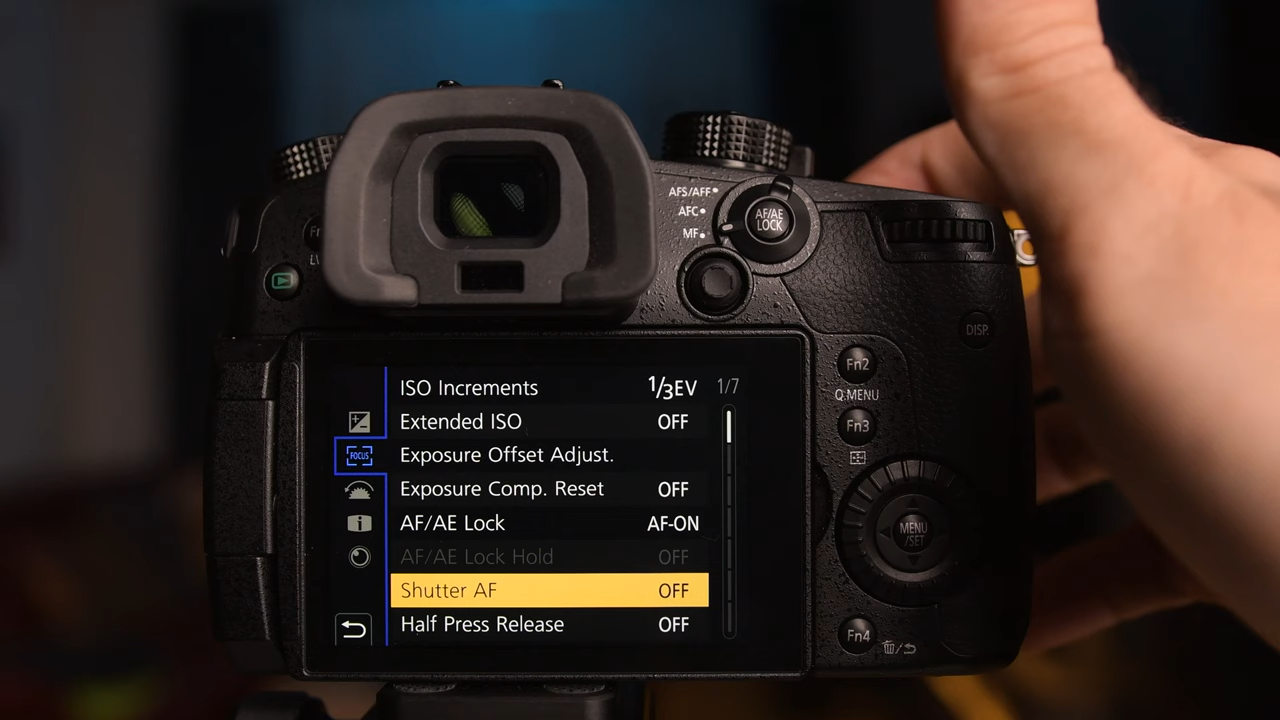 AFS/AFF
AFC
MF
AF/AE
LOCK
DISP.
Fn2
Q.MENU
Fn3
MENU
/SET
Fn4
ISO Increments 1/3EV 1/7
Extended ISO OFF
Exposure Offset Adjust.
FOCUS
Exposure Comp. Reset OFF
AF/AE Lock AF-ON
AF/AE Lock Hold OFF
Shutter AF OFF
Half Press Release OFF